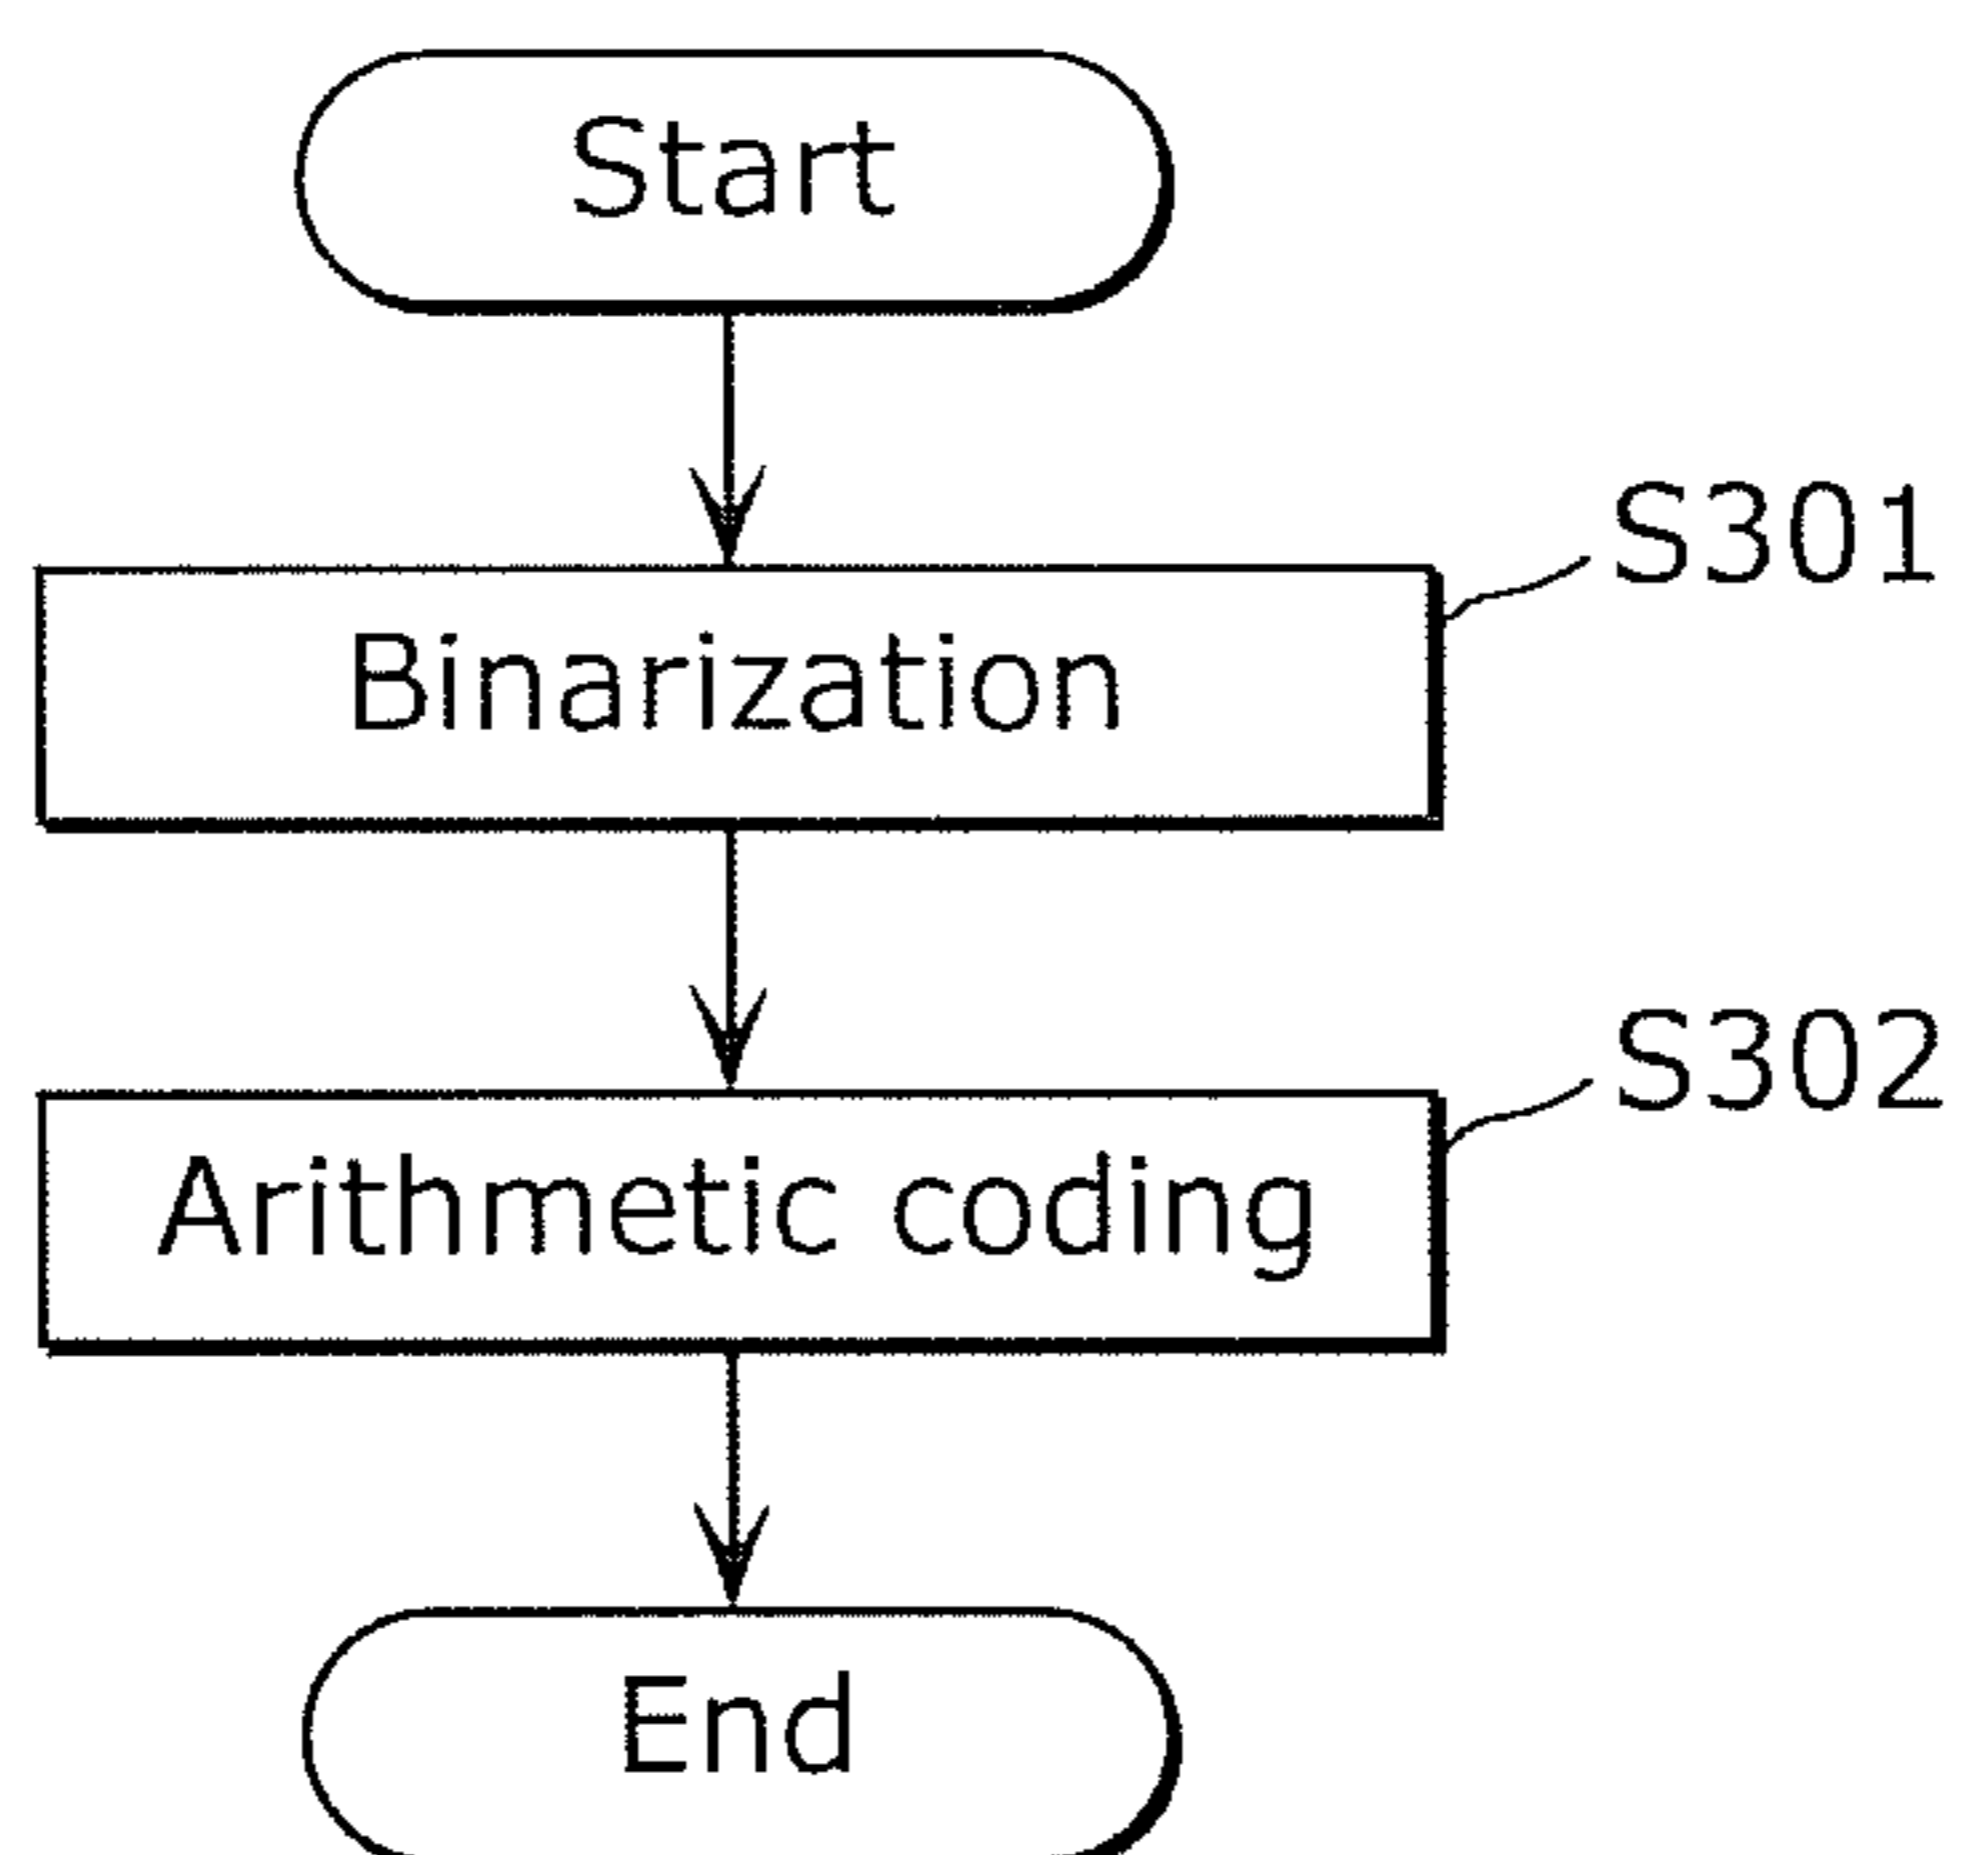 Start
S301
Binarization
S302
Arithmetic coding
End